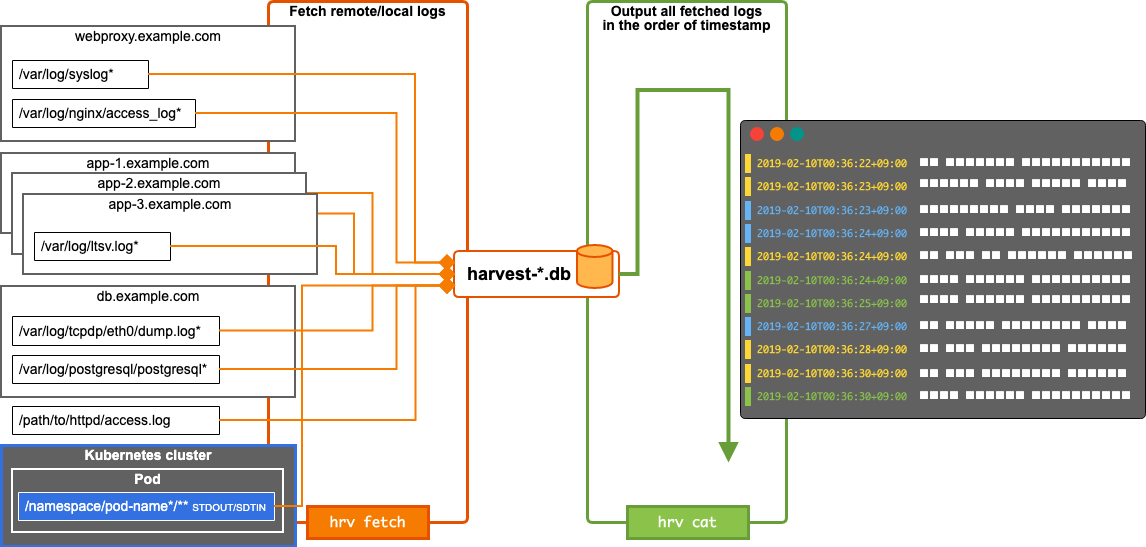 Fetch remote/local logs
webproxy.example.com
/var/log/syslog*
/var/log/nginx/access_log*
app-1.example.com
app-2.example.com
app-3.example.com
/var/log/ltsv.log*
db.example.com
/var/log/tcpdp/eth0/dump.log*
/var/log/postgresql/postgresql*
/path/to/httpd/access.log
Kubernetes cluster
Pod
/namespace/pod-name*/** STDOUT/SDTIN
hrv fetch
harvest-*.db
Output all fetched logs
in the order of timestamp
hrv cat
2019-02-10T00:36:22+09:00
2019-02-10T00:36:23+09:00
2019-02-10T00:36:23+09:00
2019-02-10T00:36:24+09:00
2019-02-10T00:36:24+09:00
2019-02-10T00:36:24+09:00
2019-02-10T00:36:25+09:00
2019-02-10T00:36:27+09:00
2019-02-10T00:36:28+09:00
2019-02-10T00:36:30+09:00
2019-02-10T00:36:30+09:00